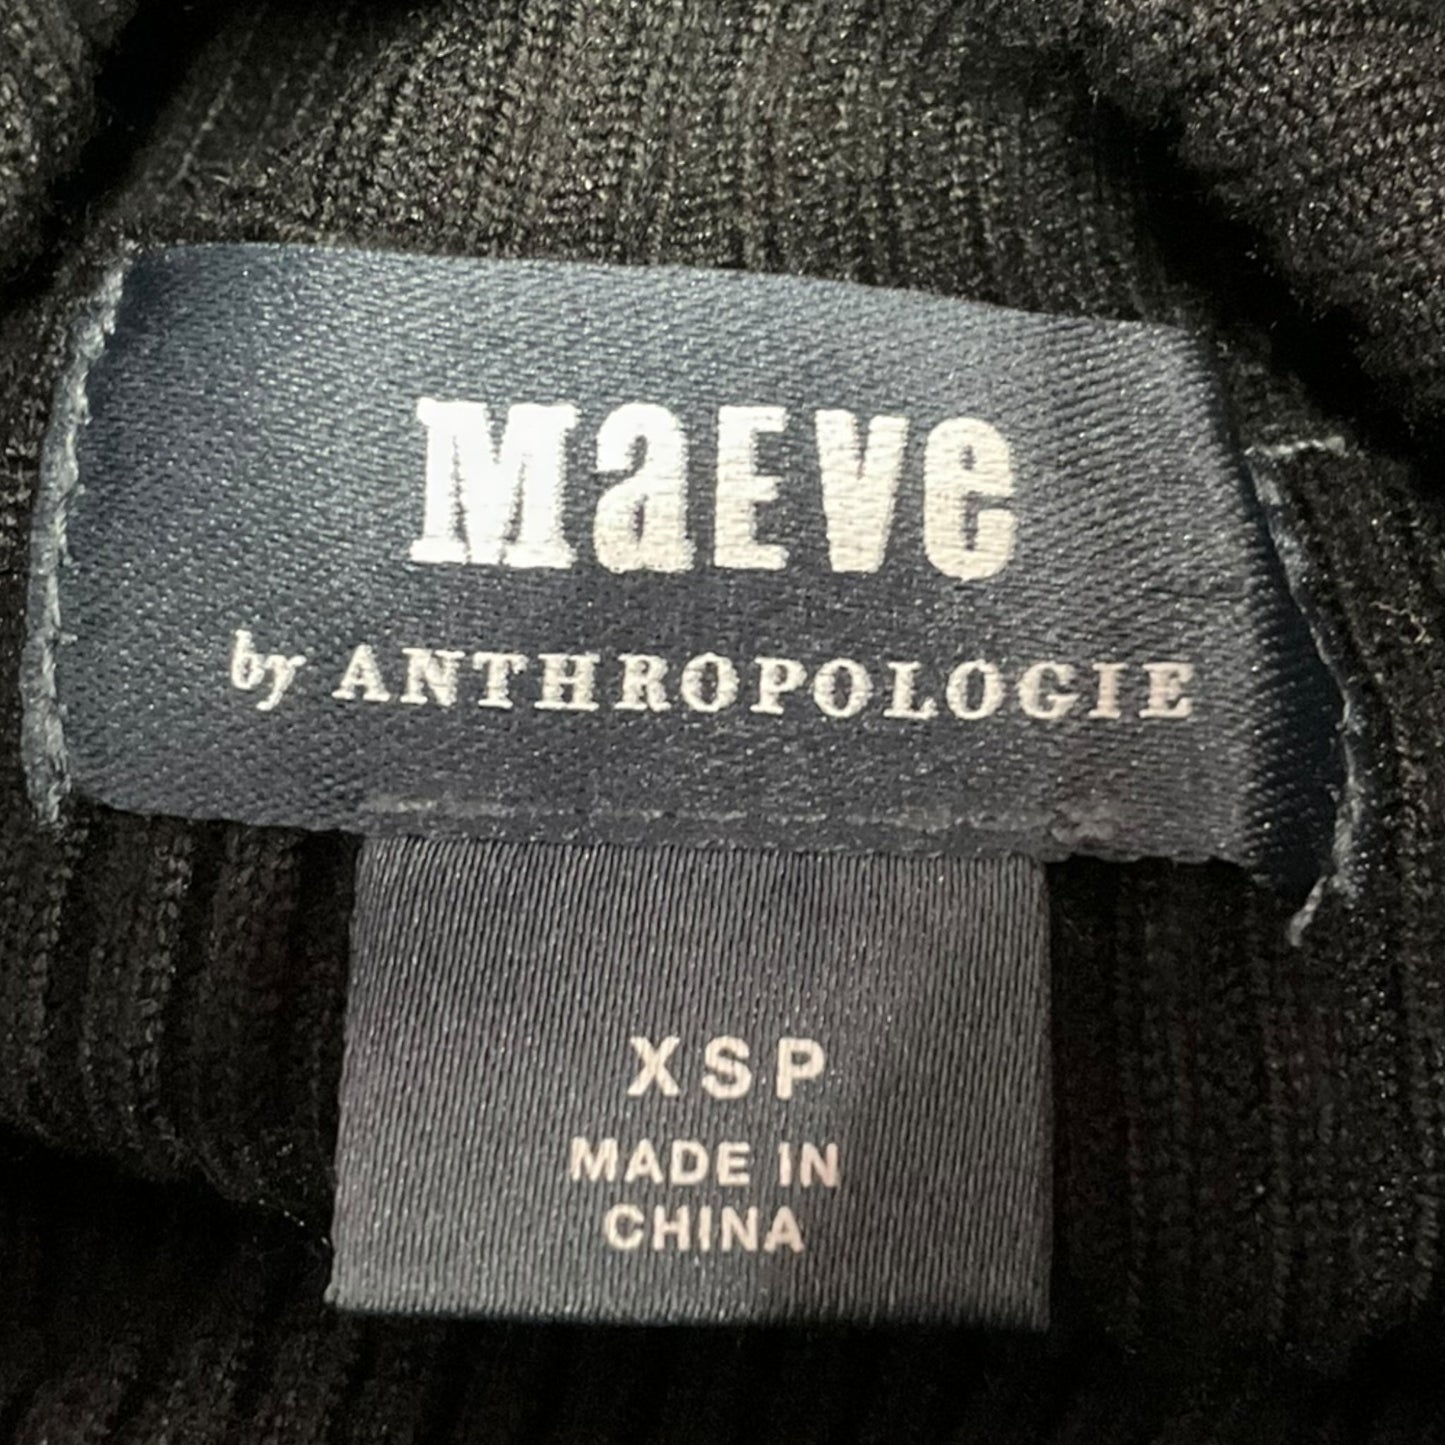 MaEve
by ANTHROPOLOGIE
XSP
MADE IN
CHINA